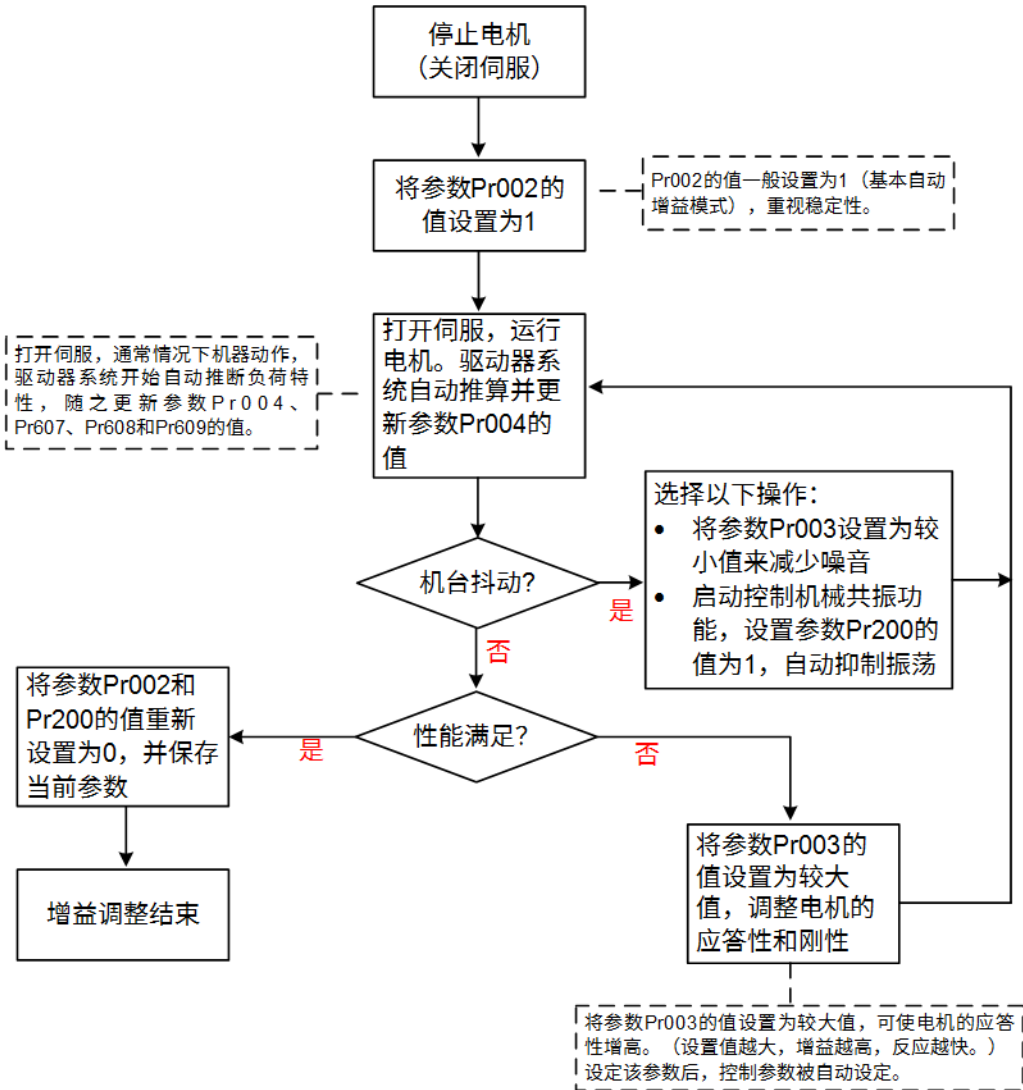 停止电机
（关闭伺服）
将参数Pr002的
值设置为1
Pr002的值一般设置为1（基本自动
增益模式），重视稳定性。
打开伺服，运行
电机。驱动器系
统自动推算并更
新参数Pr004的
值
打开伺服，通常情况下机器动作，
驱动器系统开始自动推断负荷特
性，随之更新参数Pr004、
Pr607、Pr608和Pr609的值。
选择以下操作：
• 将参数Pr003设置为较
小值来减少噪音
• 启动控制机械共振功
能，设置参数Pr200的
值为1，自动抑制振荡
机台抖动？
是
否
将参数Pr002和
Pr200的值重新
设置为0，并保存
当前参数
性能满足？
是
否
将参数Pr003的
值设置为较大
值，调整电机的
应答性和刚性
增益调整结束
将参数Pr003的值设置为较大值，可使电机的应答
性增高。（设置值越大，增益越高，反应越快。）
设定该参数后，控制参数被自动设定。